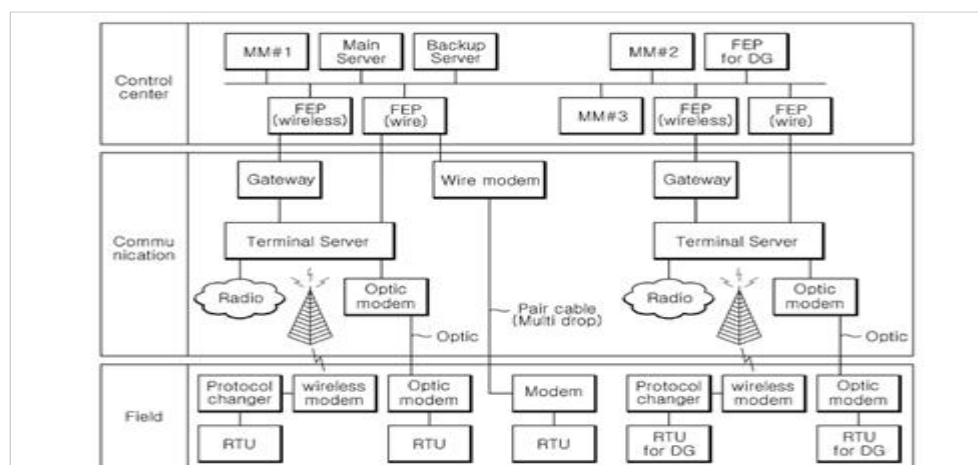 MM#1
Main
Server
Backup
Server
MM#2
FEP
for DG
Control
center
FEP
(wireless)
FEP
(wire)
MM#3
FEP
(wireless)
FEP
(wire)
Gateway
Wire modem
Gateway
Commu
nication
Terminal Server
Terminal Server
Radio
Optic
modem
Pair cable
(Multi drop)
Radio
Optic
modem
Optic
Optic
Field
Protocol
changer
wireless
modem
Optic
modem
Modem
Protocol
changer
wireless
modem
Optic
modem
RTU
RTU
RTU
RTU
for DG
RTU
for DG